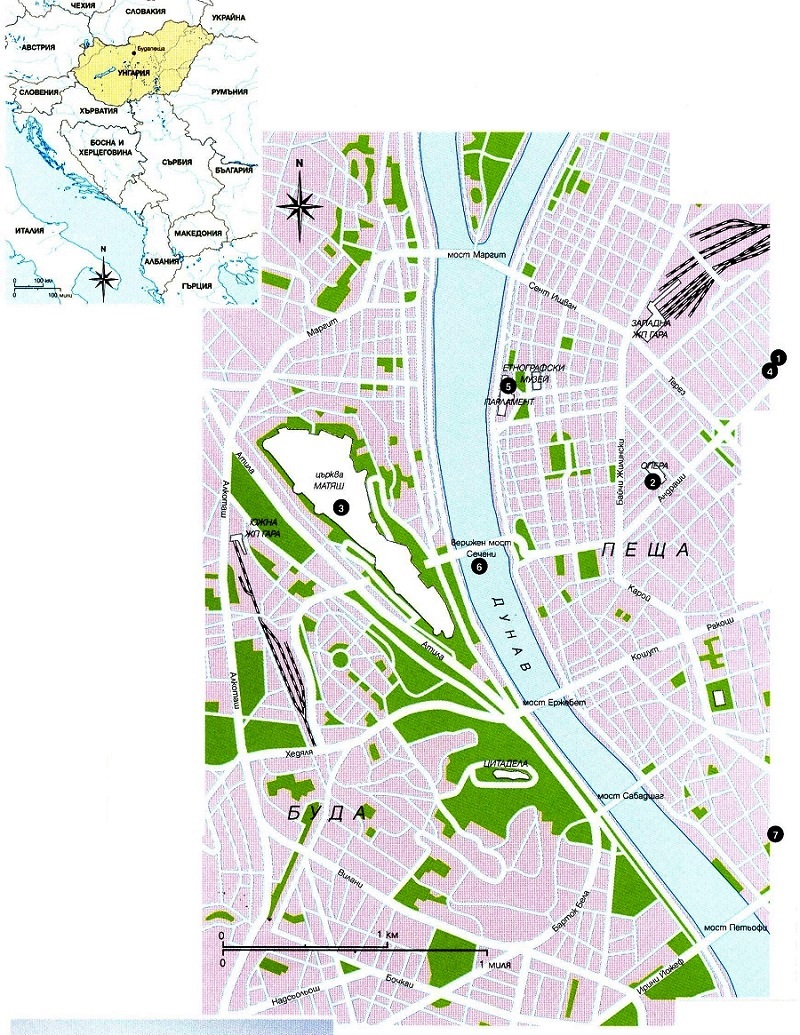 ЧЕХИЯ
СЛОВАКИЯ
УКРАЙНА
АВСТРИЯ
Будапеща
УНГАРИЯ
СЛОВЕНИЯ
РУМЪНИЯ
ХЪРВАТИЯ
БОСНА И
ХЕРЦЕГОВИНА
СЪРБИЯ
БЪЛГАРИЯ
ИТАЛИЯ
МАКЕДОНИЯ
АЛБАНИЯ
ГЪРЦИЯ
N
0 100 км
0 100 мили
N
мост Маргит
Сент Ищван
Маргит
ЗАПАДНА
ЖП ГАРА
1
4
ЕТНОГРАФСКИ
МУЗЕЙ
5
ПАРЛАМЕНТ
Терез
Байчи Жилински
ОПЕРА
2
Андраши
Атила
църква
МАТЯШ
3
Алкоташ
ЮЖНА
ЖП ГАРА
верижен мост
Сечени
6
ПЕЩА
ДУНАВ
Карой
Ракоци
Кошут
Атила
Алкоташ
мост Ержебет
Хедяля
ЦИТАДЕЛА
мост Сабадшаг
БУДА
7
Вилани
Барток Бела
мост Петьофи
0 1 км
0 1 миля
Бочкаи
Надсьольош
Ирини Йожеф